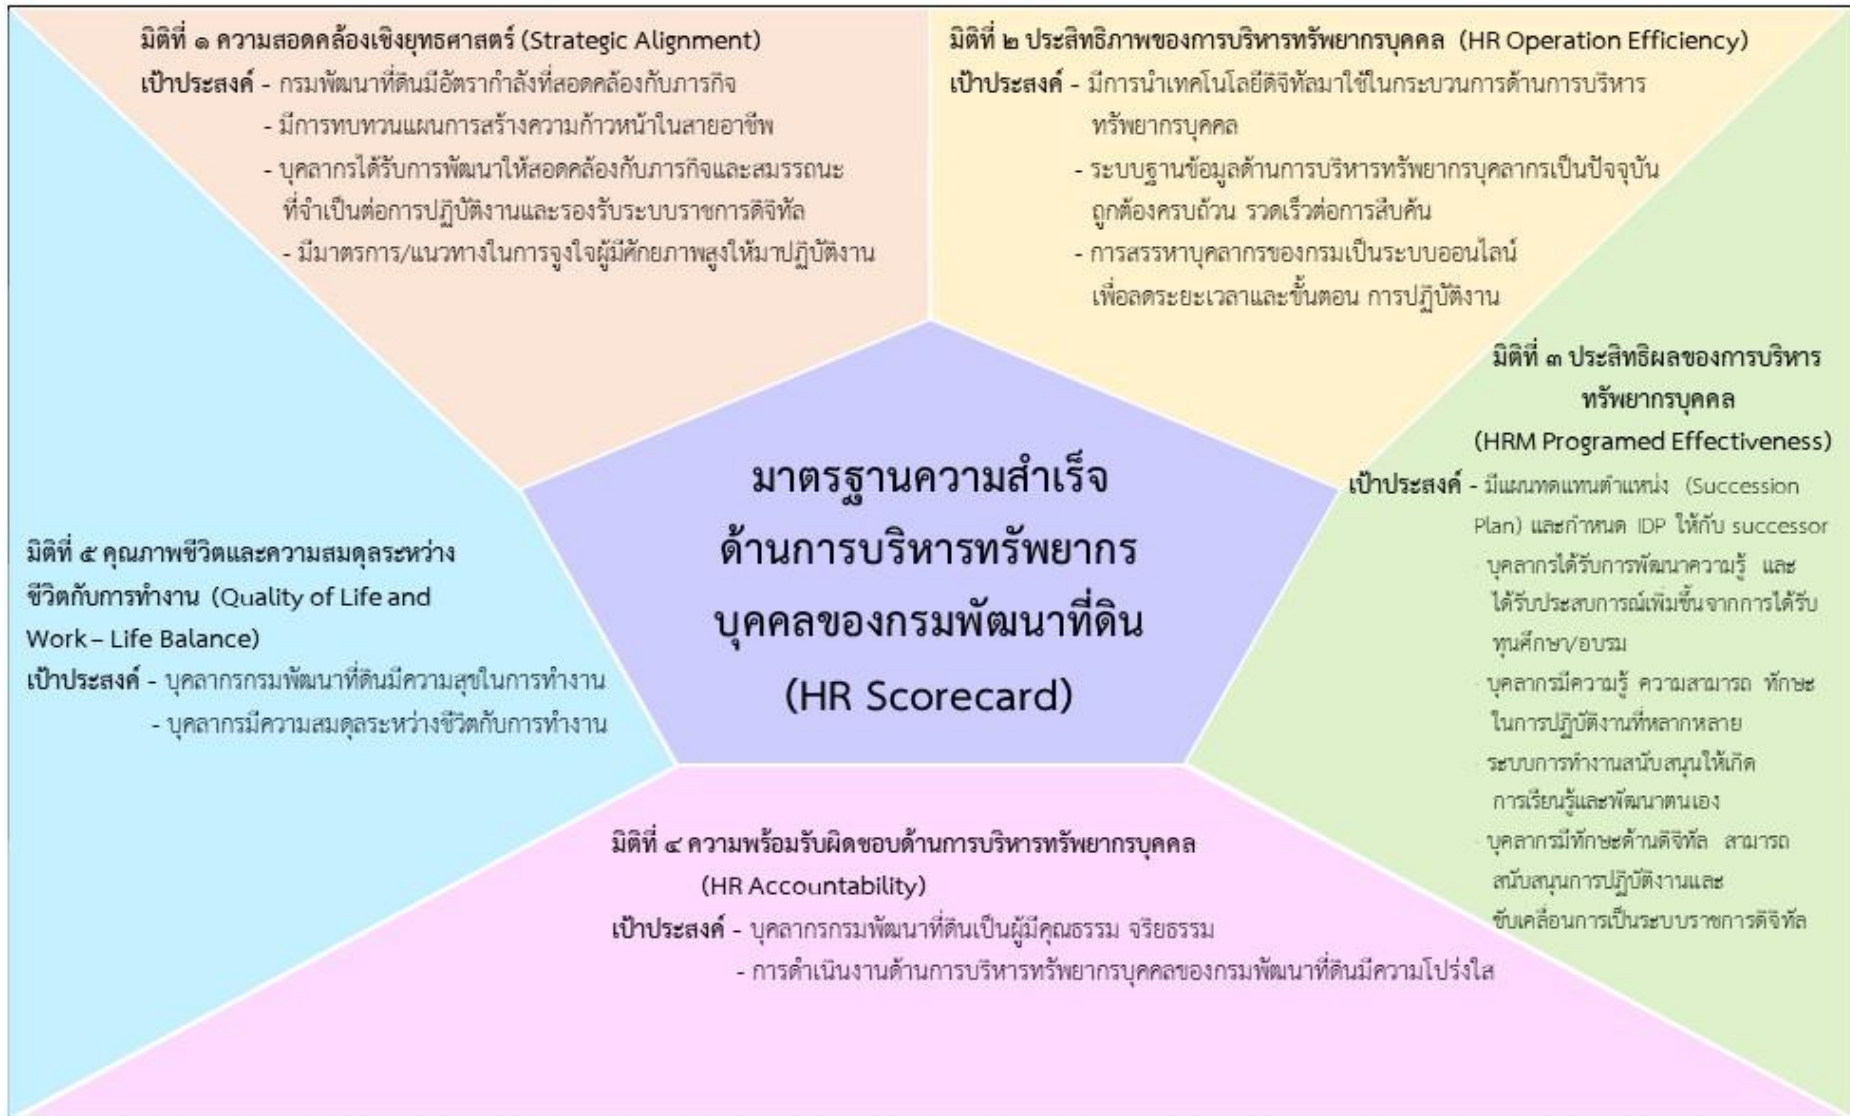 มิติที่ ๑ ความสอดคล้องเชิงยุทธศาสตร์ (Strategic Alignment)
เป้าประสงค์ - กรมพัฒนาที่ดินมีอัตรากำลังที่สอดคล้องกับภารกิจ
- มีการทบทวนแผนการสร้างความก้าวหน้าในสายอาชีพ
- บุคลากรได้รับการพัฒนาให้สอดคล้องกับภารกิจและสมรรถนะ
ที่จำเป็นต่อการปฏิบัติงานและรองรับระบบราชการดิจิทัล
- มีมาตรการ/แนวทางในการจูงใจผู้มีศักยภาพสูงให้มาปฏิบัติงาน
มิติที่ ๒ ประสิทธิภาพของการบริหารทรัพยากรบุคคล (HR Operation Efficiency)
เป้าประสงค์ - มีการนำเทคโนโลยีดิจิทัลมาใช้ในกระบวนการด้านการบริหาร
ทรัพยากรบุคคล
- ระบบฐานข้อมูลด้านการบริหารทรัพยากรบุคลากรเป็นปัจจุบัน
ถูกต้องครบถ้วน รวดเร็วต่อการสืบค้น
- การสรรหาบุคลากรของกรมเป็นระบบออนไลน์
เพื่อลดระยะเวลาและขั้นตอน การปฏิบัติงาน
มิติที่ ๓ ประสิทธิผลของการบริหาร
ทรัพยากรบุคคล
(HRM Programed Effectiveness)
เป้าประสงค์ - มีแผนทดแทนตำแหน่ง (Succession
Plan) และกำหนด IDP ให้กับ successor
- บุคลากรได้รับการพัฒนาความรู้ และ
ได้รับประสบการณ์เพิ่มขึ้นจากการได้รับ
ทุนศึกษา/อบรม
- บุคลากรมีความรู้ ความสามารถ ทักษะ
ในการปฏิบัติงานที่หลากหลาย
- ระบบการทำงานสนับสนุนให้เกิด
การเรียนรู้และพัฒนาตนเอง
- บุคลากรมีทักษะด้านดิจิทัล สามารถ
สนับสนุนการปฏิบัติงานและ
ขับเคลื่อนการเป็นระบบราชการดิจิทัล
มาตรฐานความสำเร็จ
ด้านการบริหารทรัพยากร
บุคคลของกรมพัฒนาที่ดิน
(HR Scorecard)
มิติที่ ๔ ความพร้อมรับผิดชอบด้านการบริหารทรัพยากรบุคคล
(HR Accountability)
เป้าประสงค์ - บุคลากรกรมพัฒนาที่ดินเป็นผู้มีคุณธรรม จริยธรรม
- การดำเนินงานด้านการบริหารทรัพยากรบุคคลของกรมพัฒนาที่ดินมีความโปร่งใส
มิติที่ ๕ คุณภาพชีวิตและความสมดุลระหว่าง
ชีวิตกับการทำงาน (Quality of Life and
Work – Life Balance)
เป้าประสงค์ - บุคลากรกรมพัฒนาที่ดินมีความสุขในการทำงาน
- บุคลากรมีความสมดุลระหว่างชีวิตกับการทำงาน